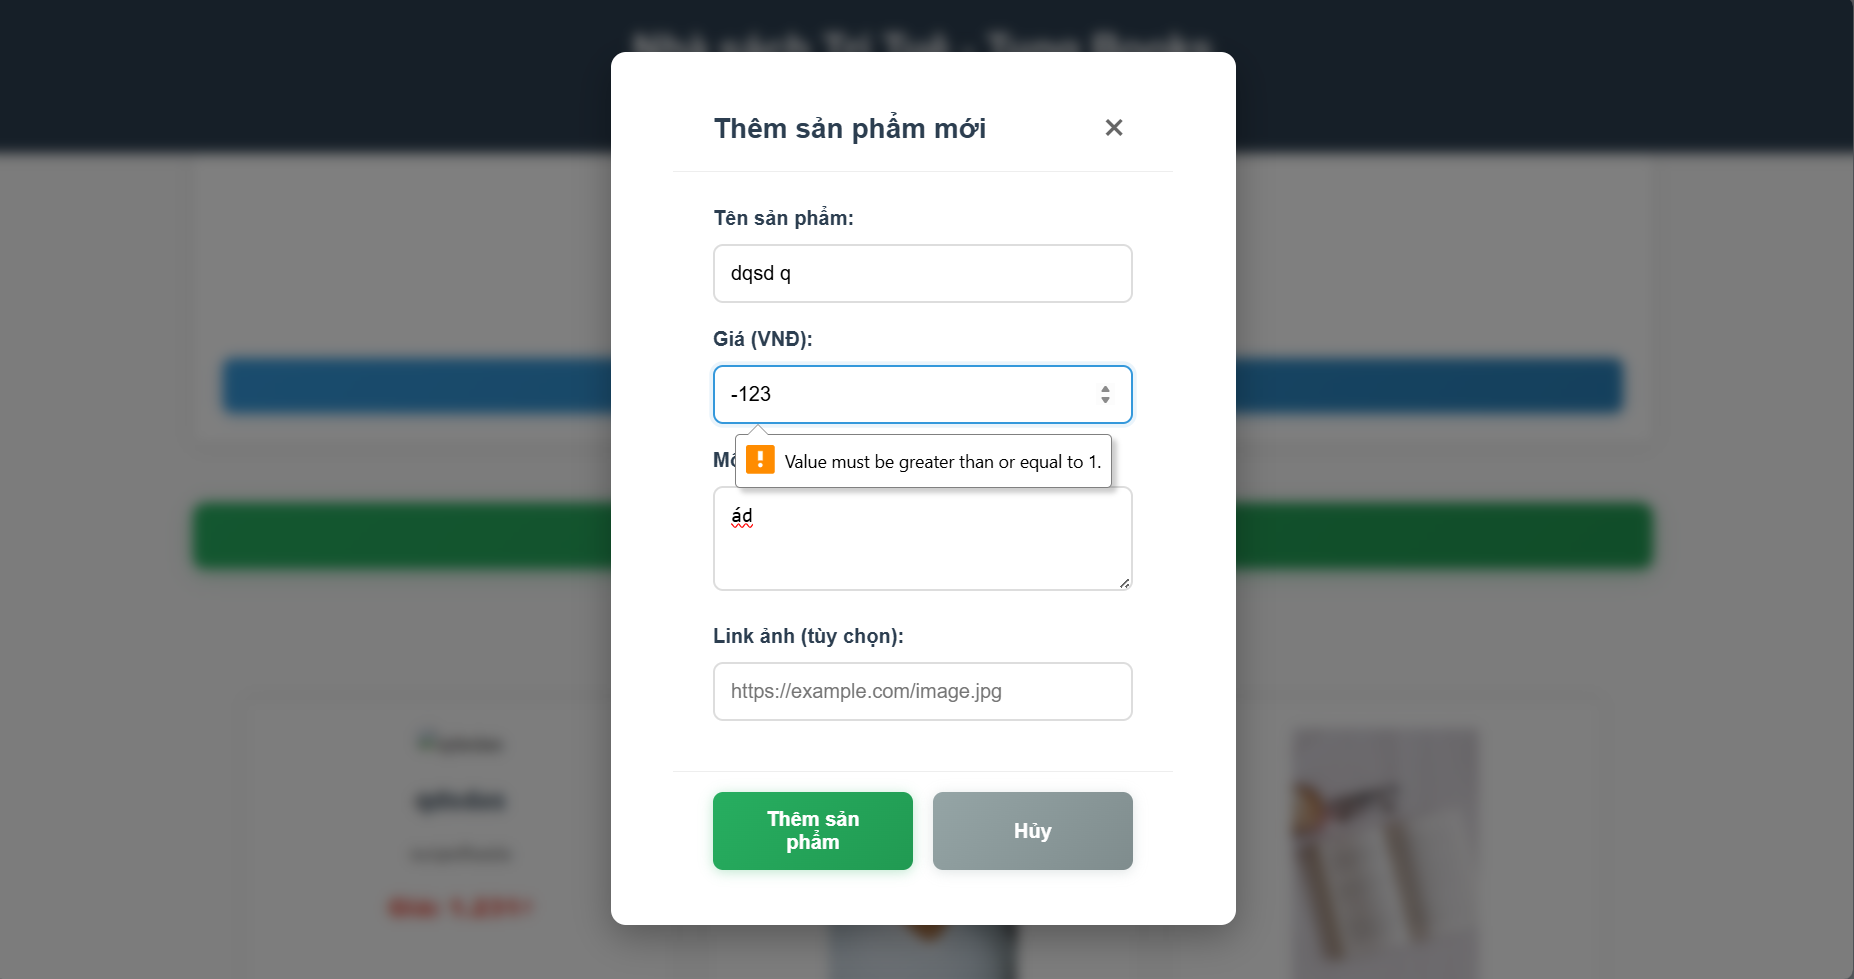 Thêm sản phẩm mới ✕
Tên sản phẩm:
dqsd q
Giá (VNĐ):
-123
Value must be greater than or equal to 1.
ád
Link ảnh (tùy chọn):
https://example.com/image.jpg
Thêm sản
phẩm
Hủy